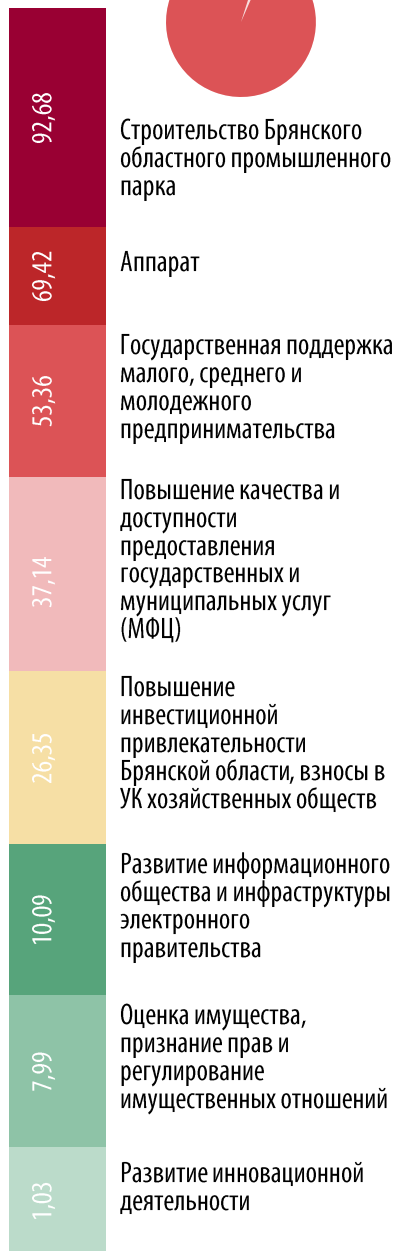 92,68
Строительство Брянского
областного промышленного
парка
69,42
Аппарат
53,36
Государственная поддержка
малого, среднего и
молодежного
предпринимательства
37,14
Повышение качества и
доступности
предоставления
государственных и
муниципальных услуг
(МФЦ)
26,35
Повышение
инвестиционной
привлекательности
Брянской области, взносы в
УК хозяйственных обществ
10,09
Развитие информационного
общества и инфраструктуры
электронного
правительства
7,99
Оценка имущества,
признание прав и
регулирование
имущественных отношений
1,03
Развитие инновационной
деятельности